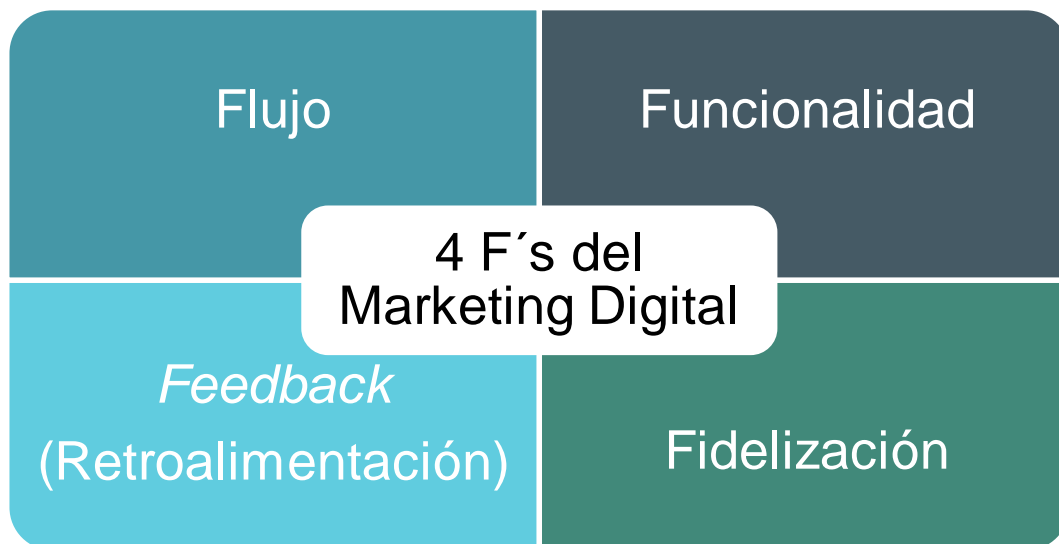 Flujo
Funcionalidad
4 F´s del
Marketing Digital
Feedback
(Retroalimentación)
Fidelización